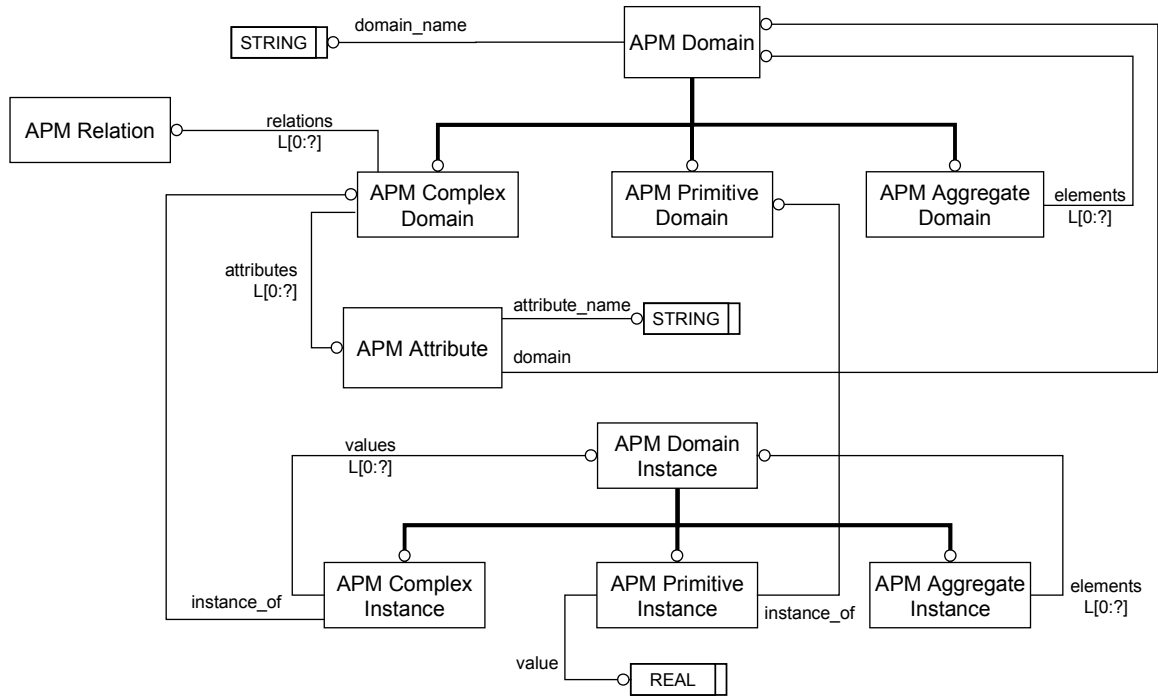 domain_name
STRING
APM Domain
APM Relation
relations
L[0:?]
APM Complex
Domain
APM Primitive
Domain
APM Aggregate
Domain
elements
L[0:?]
attributes
L[0:?]
attribute_name
STRING
APM Attribute
domain
values
L[0:?]
APM Domain
Instance
APM Complex
Instance
APM Primitive
Instance
APM Aggregate
Instance
elements
L[0:?]
instance_of
instance_of
value
REAL